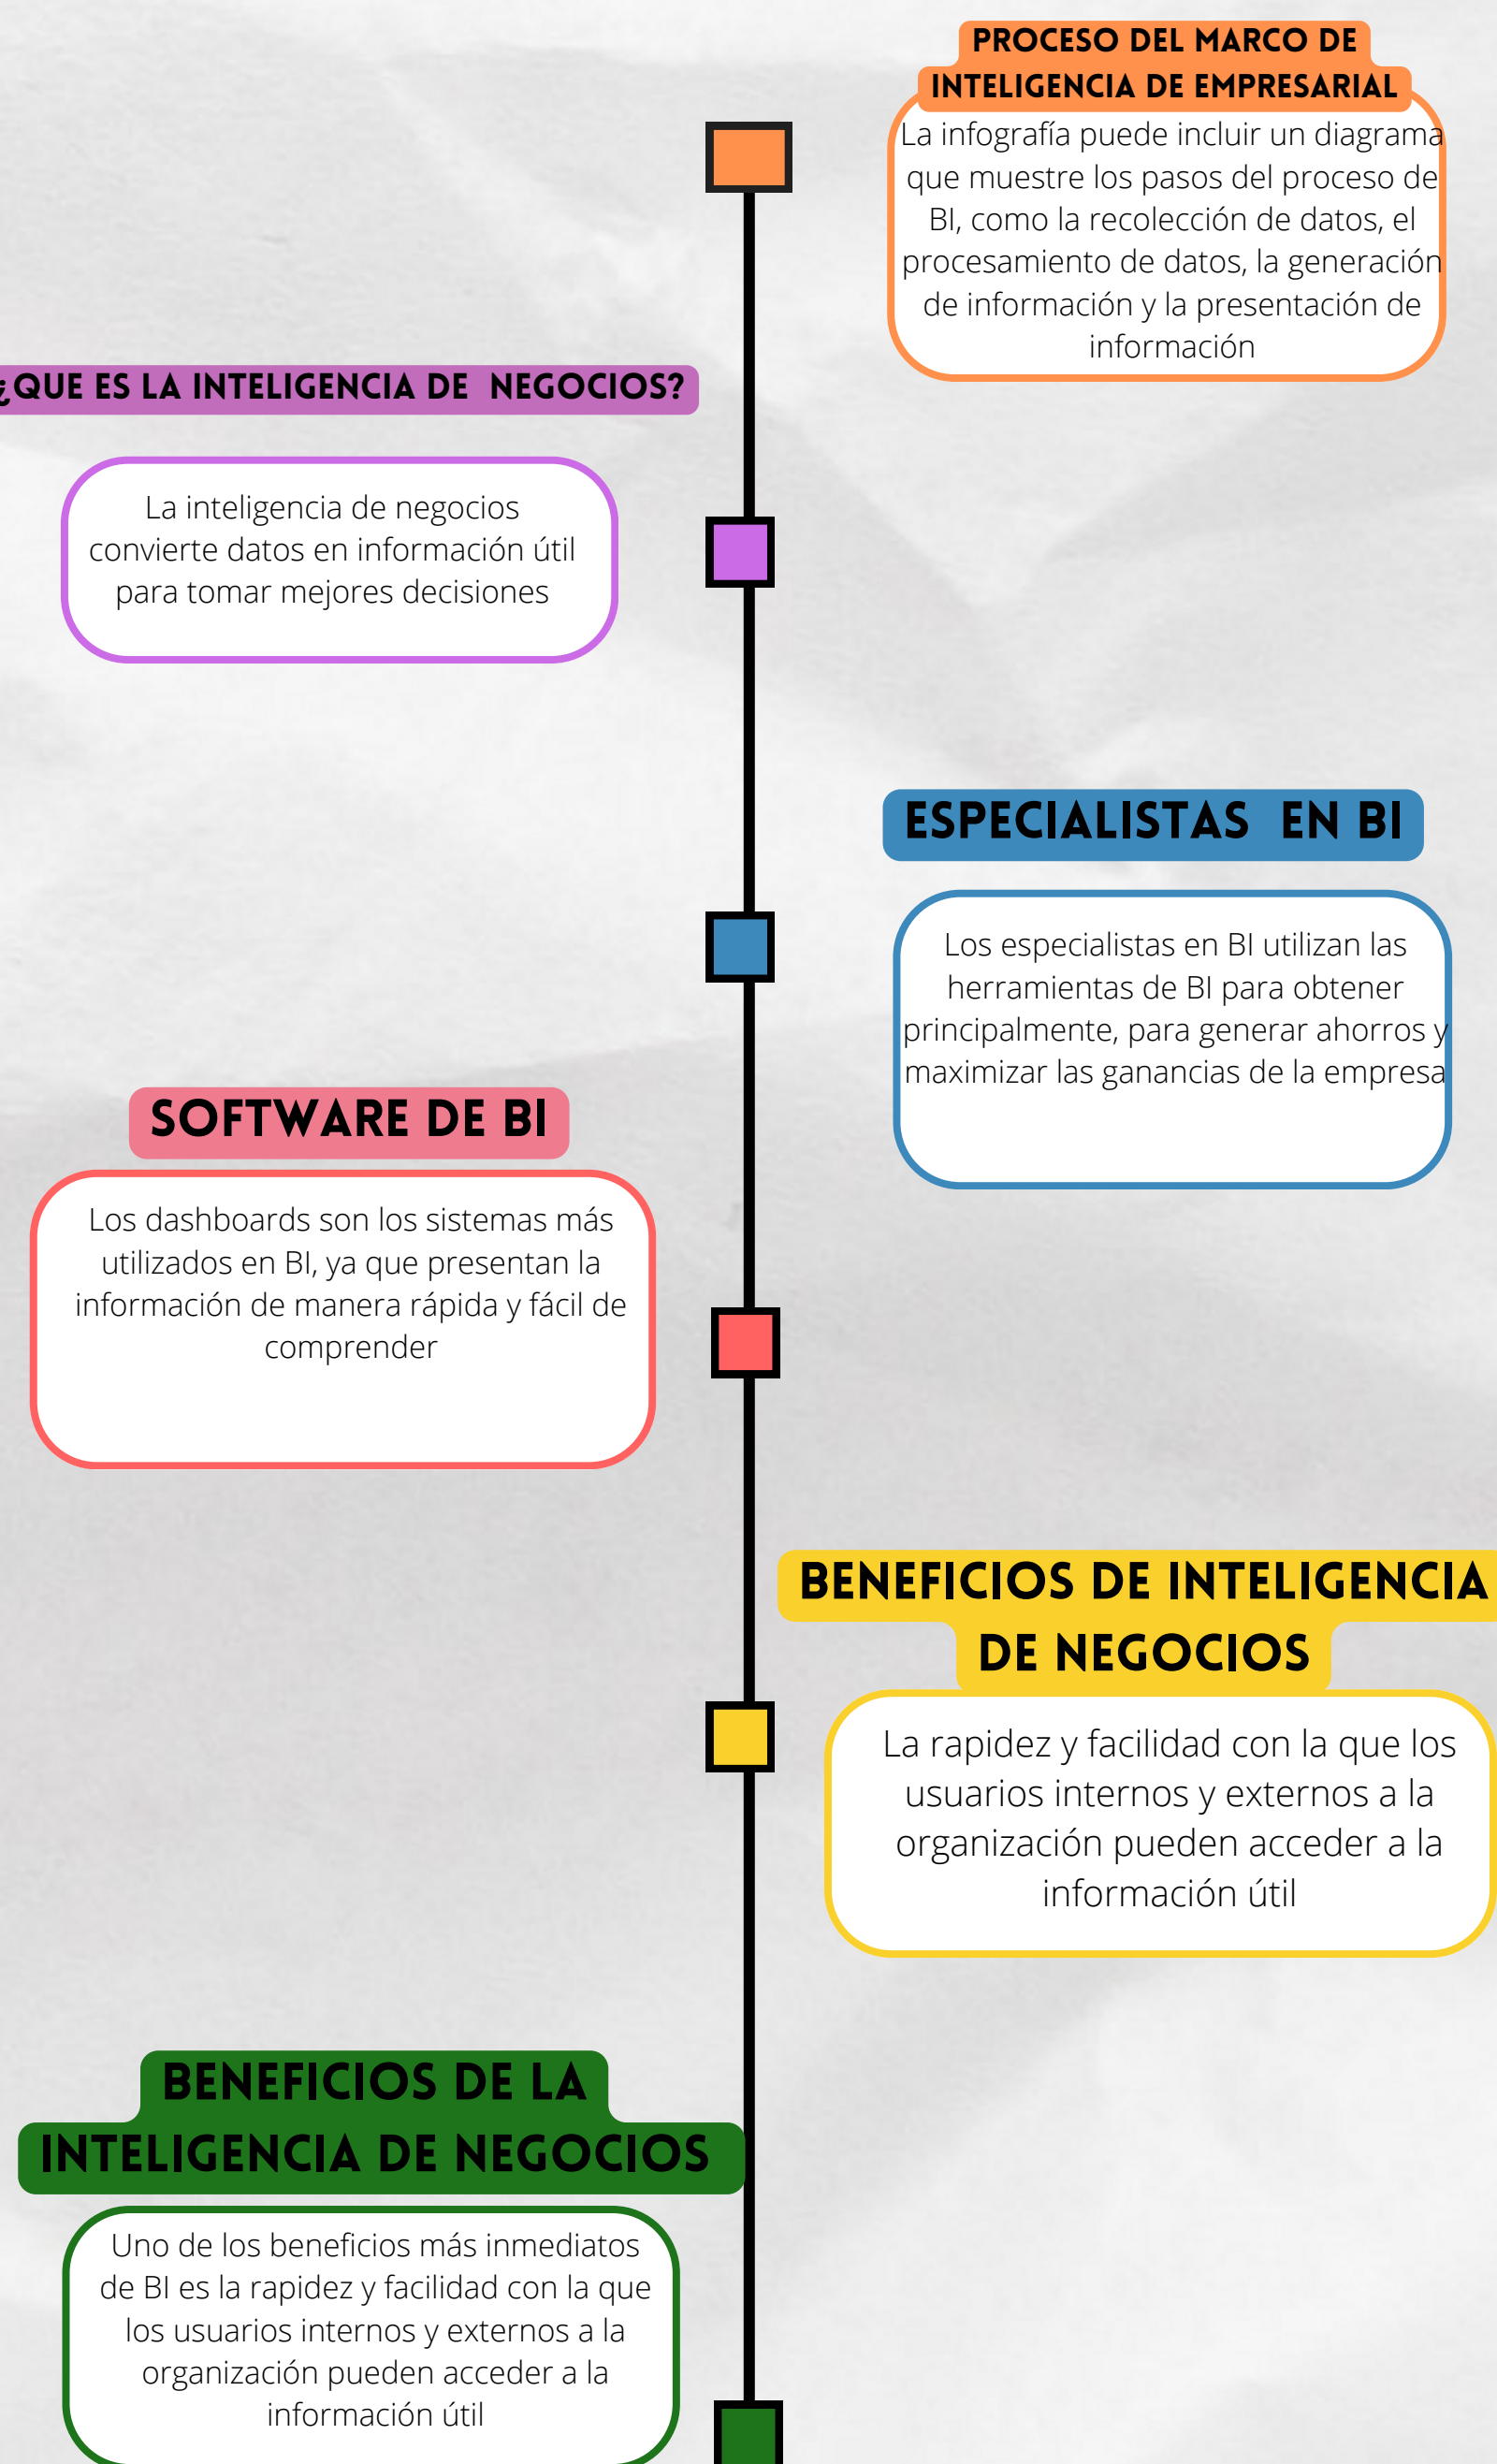 PROCESO DEL MARCO DE
INTELIGENCIA DE EMPRESARIAL
La infografía puede incluir un diagrama
que muestre los pasos del proceso de
BI, como la recolección de datos, el
procesamiento de datos, la generación
de información y la presentación de
información
¿QUE ES LA INTELIGENCIA DE NEGOCIOS?
La inteligencia de negocios
convierte datos en información útil
para tomar mejores decisiones
ESPECIALISTAS EN BI
Los especialistas en BI utilizan las
herramientas de BI para obtener
principalmente, para generar ahorros y
maximizar las ganancias de la empresa
SOFTWARE DE BI
Los dashboards son los sistemas más
utilizados en BI, ya que presentan la
información de manera rápida y fácil de
comprender
BENEFICIOS DE INTELIGENCIA
DE NEGOCIOS
La rapidez y facilidad con la que los
usuarios internos y externos a la
organización pueden acceder a la
información útil
BENEFICIOS DE LA
INTELIGENCIA DE NEGOCIOS
Uno de los beneficios más inmediatos
de BI es la rapidez y facilidad con la que
los usuarios internos y externos a la
organización pueden acceder a la
información útil